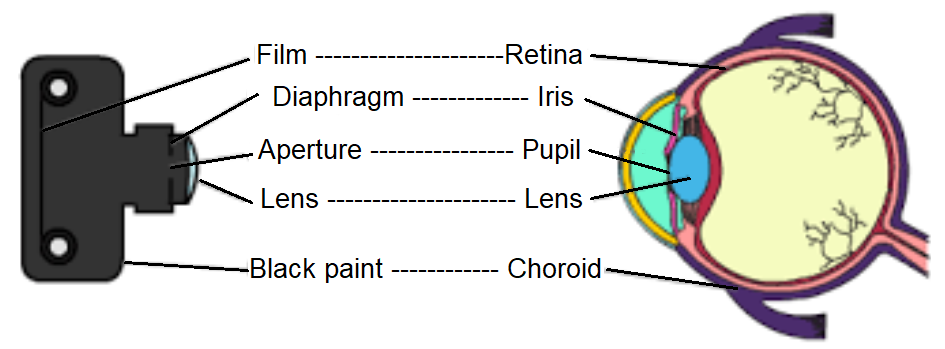 Film ---------------------Retina
Diaphragm ------------- Iris
Aperture ---------------- Pupil
Lens --------------------- Lens
Black paint ------------ Choroid